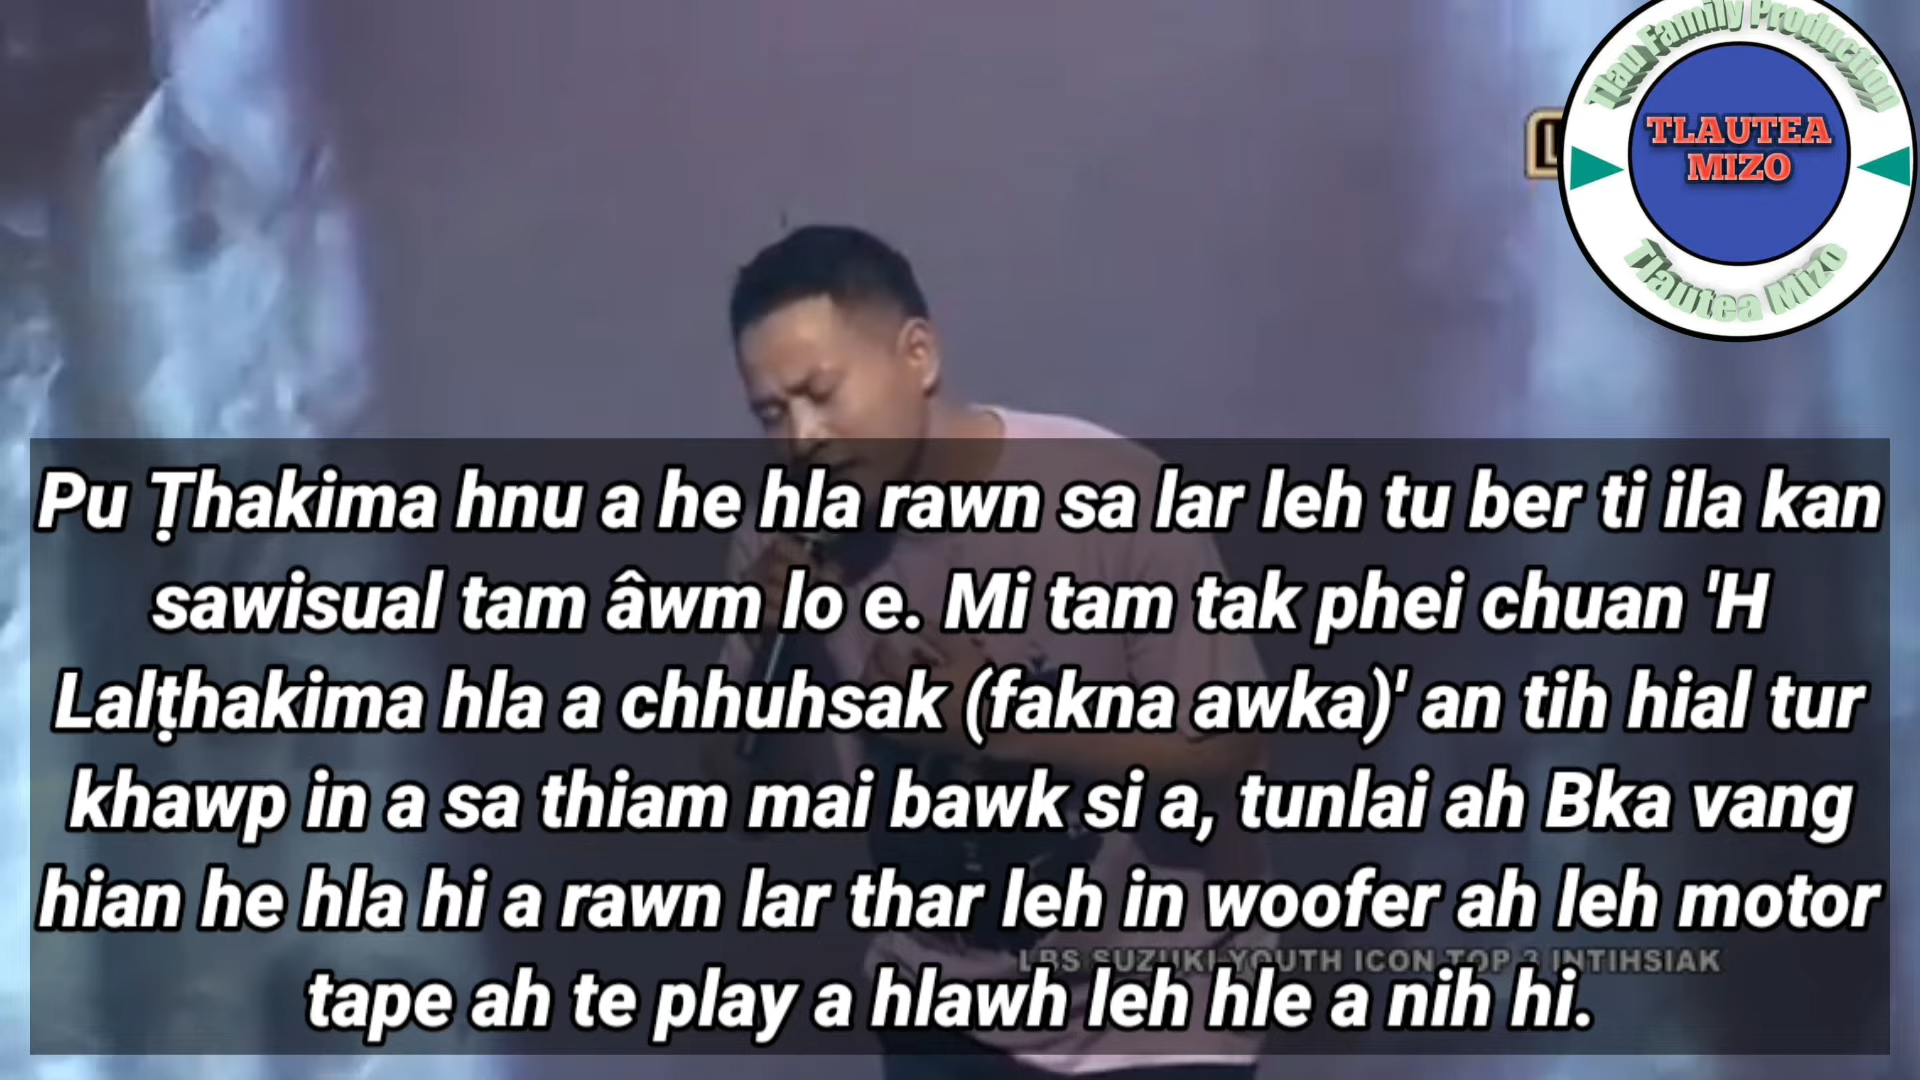 Tlau Family Production
TLAUTEA
MIZO
Tlautea Mizo
Pu Ṭhakima hnu a he hla rawn sa lar leh tu ber ti ila kan
sawisual tam âwm lo e. Mi tam tak phei chuan 'H
Lalṭhakima hla a chhuhsak (fakna awka)' an tih hial tur
khawp in a sa thiam mai bawk si a, tunlai ah Bka vang
hian he hla hi a rawn lar thar leh in woofer ah leh motor
LBS SUZUKI YOUTH ICON TOP 3 INTIHSIAK
tape ah te play a hlawh leh hle a nih hi.